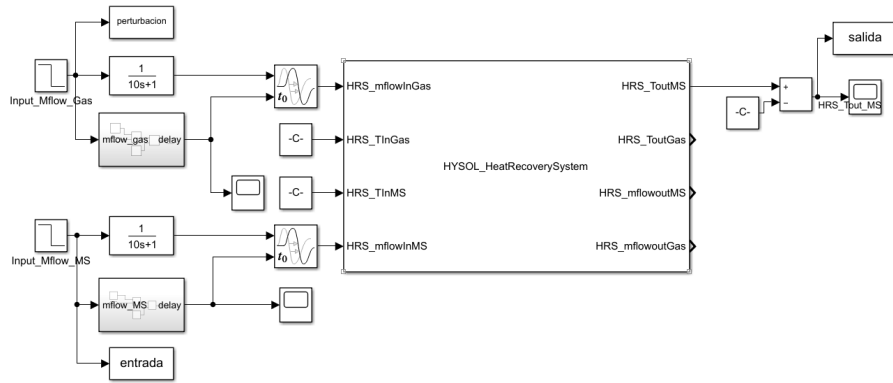 perturbacion
1
10s+1
Input_Mflow_Gas
mflow_gas delay
t0
HRS_mflowInGas
-C-
HRS_TInGas
-C-
HRS_TInMS
HRS_mflowInMS
HYSOL_HeatRecoverySystem
HRS_ToutMS
HRS_ToutGas
HRS_mflowoutMS
HRS_mflowoutGas
+
−
-C-
salida
HRS_Tout_MS
1
10s+1
t0
Input_Mflow_MS
mflow_MS delay
entrada